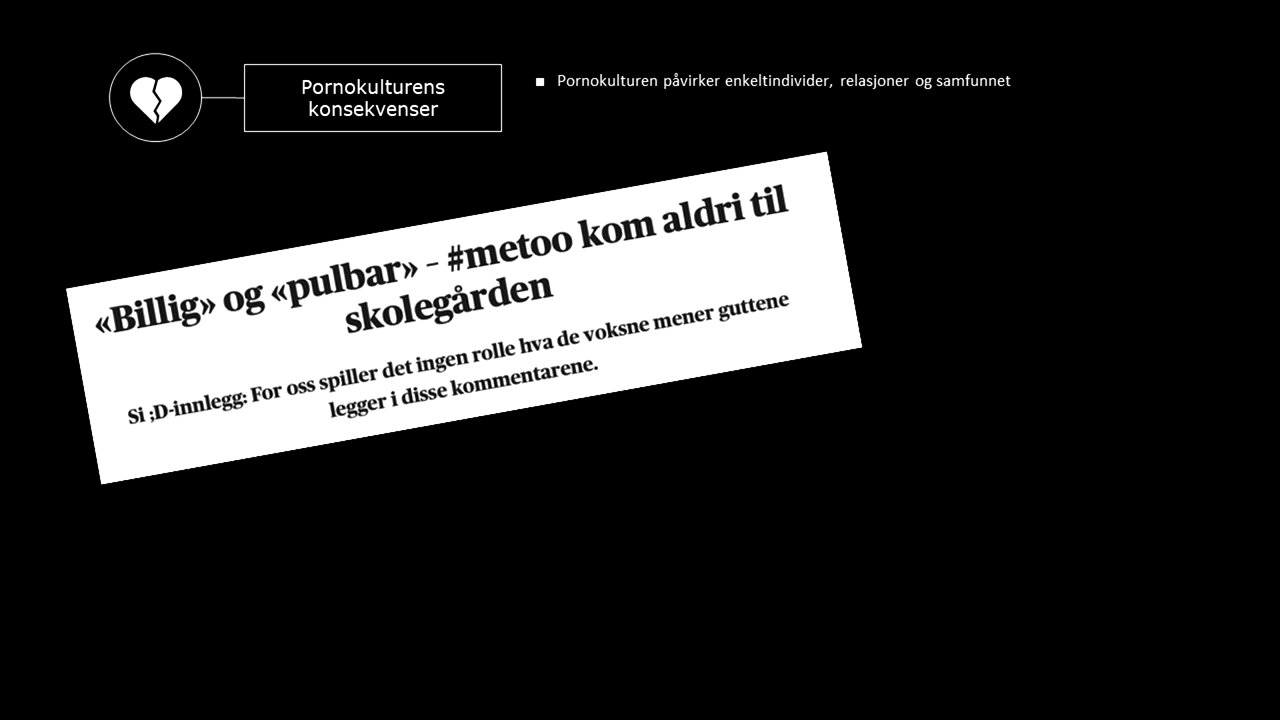 Pornokulturens
konsekvenser
▪ Pornokulturen påvirker enkeltindivider, relasjoner og samfunnet
«Billig» og «pulbar» – #metoo kom aldri til
skolegården
Si ;D-innlegg: For oss spiller det ingen rolle hva de voksne mener guttene
legger i disse kommentarene.